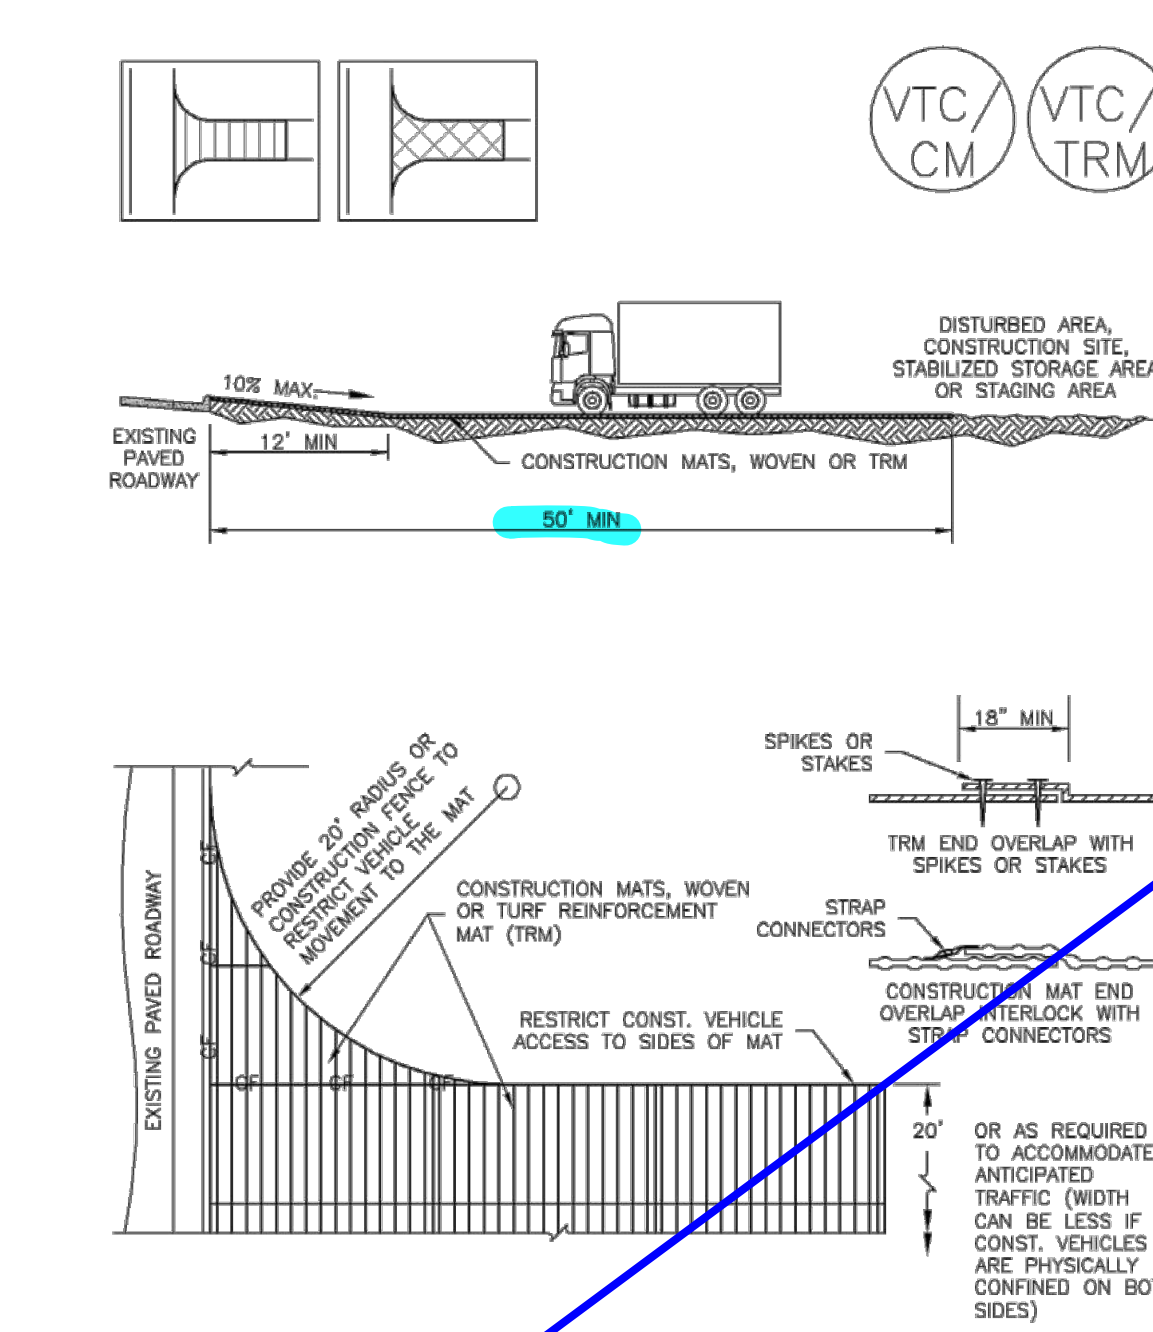 VTC/
CM
VTC/
TRM
DISTURBED AREA,
CONSTRUCTION SITE,
STABILIZED STORAGE AREA
OR STAGING AREA
10% MAX.
EXISTING
PAVED
ROADWAY
12' MIN
CONSTRUCTION MATS, WOVEN OR TRM
50' MIN
18" MIN
SPIKES OR
STAKES
TRM END OVERLAP WITH
SPIKES OR STAKES
PROVIDE 20' RADIUS OR
CONSTRUCTION FENCE TO
RESTRICT VEHICLE
MOVEMENT TO THE MAT
CONSTRUCTION MATS, WOVEN
OR TURF REINFORCEMENT
MAT (TRM)
STRAP
CONNECTORS
CONSTRUCTION MAT END
OVERLAP INTERLOCK WITH
STRAP CONNECTORS
RESTRICT CONST. VEHICLE
ACCESS TO SIDES OF MAT
EXISTING PAVED ROADWAY
CF
CF
CF
CF
CF
CF
20'
OR AS REQUIRED
TO ACCOMMODATE
ANTICIPATED
TRAFFIC (WIDTH
CAN BE LESS IF
CONST. VEHICLES
ARE PHYSICALLY
CONFINED ON BO
SIDES)